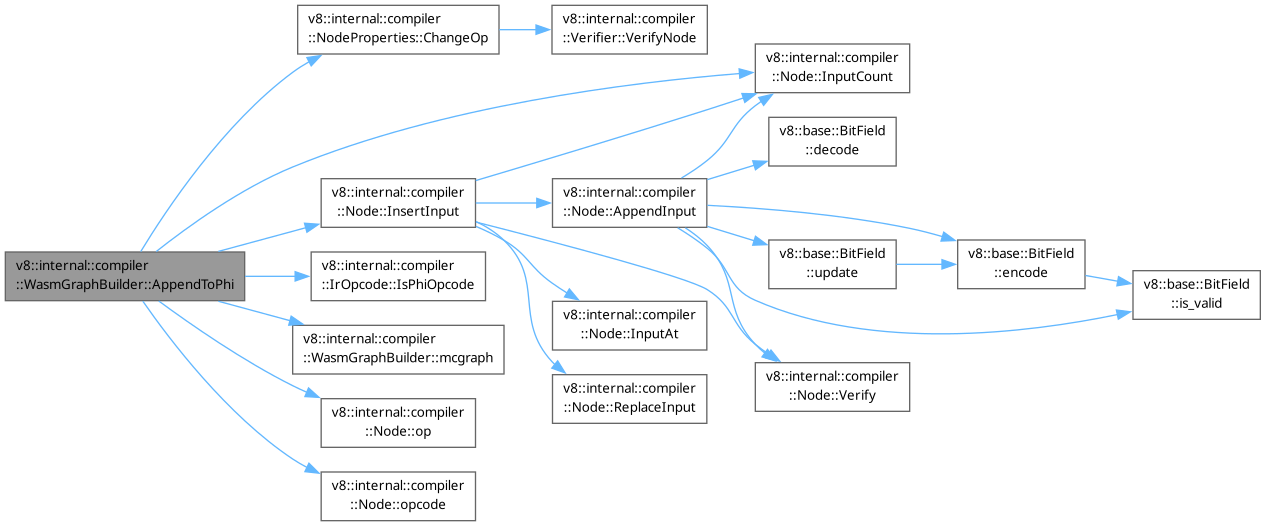 v8::internal::compiler
::NodeProperties::ChangeOp
v8::internal::compiler
::Verifier::VerifyNode
v8::internal::compiler
::Node::InputCount
v8::base::BitField
::decode
v8::internal::compiler
::Node::InsertInput
v8::internal::compiler
::Node::AppendInput
v8::internal::compiler
::WasmGraphBuilder::AppendToPhi
v8::internal::compiler
::IrOpcode::IsPhiOpcode
v8::base::BitField
::update
v8::base::BitField
::encode
v8::base::BitField
::is_valid
v8::internal::compiler
::Node::InputAt
v8::internal::compiler
::WasmGraphBuilder::mcgraph
v8::internal::compiler
::Node::ReplaceInput
v8::internal::compiler
::Node::Verify
v8::internal::compiler
::Node::op
v8::internal::compiler
::Node::opcode